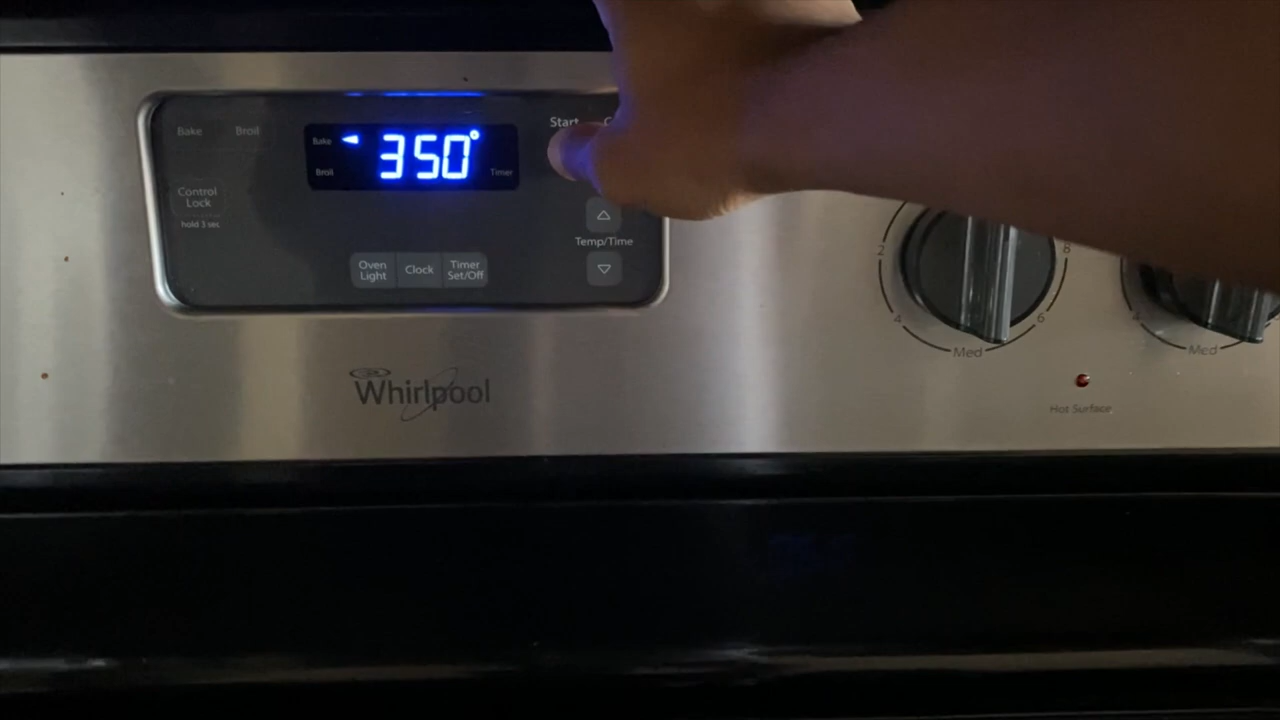 Bake
Broil
Bake
350°
Broil
Timer
Start
Control
Lock
hold 3 sec
Temp/Time
Oven
Light
Clock
Timer
Set/Off
Whirlpool
2
4
Med
6
8
4
Med
Hot Surface